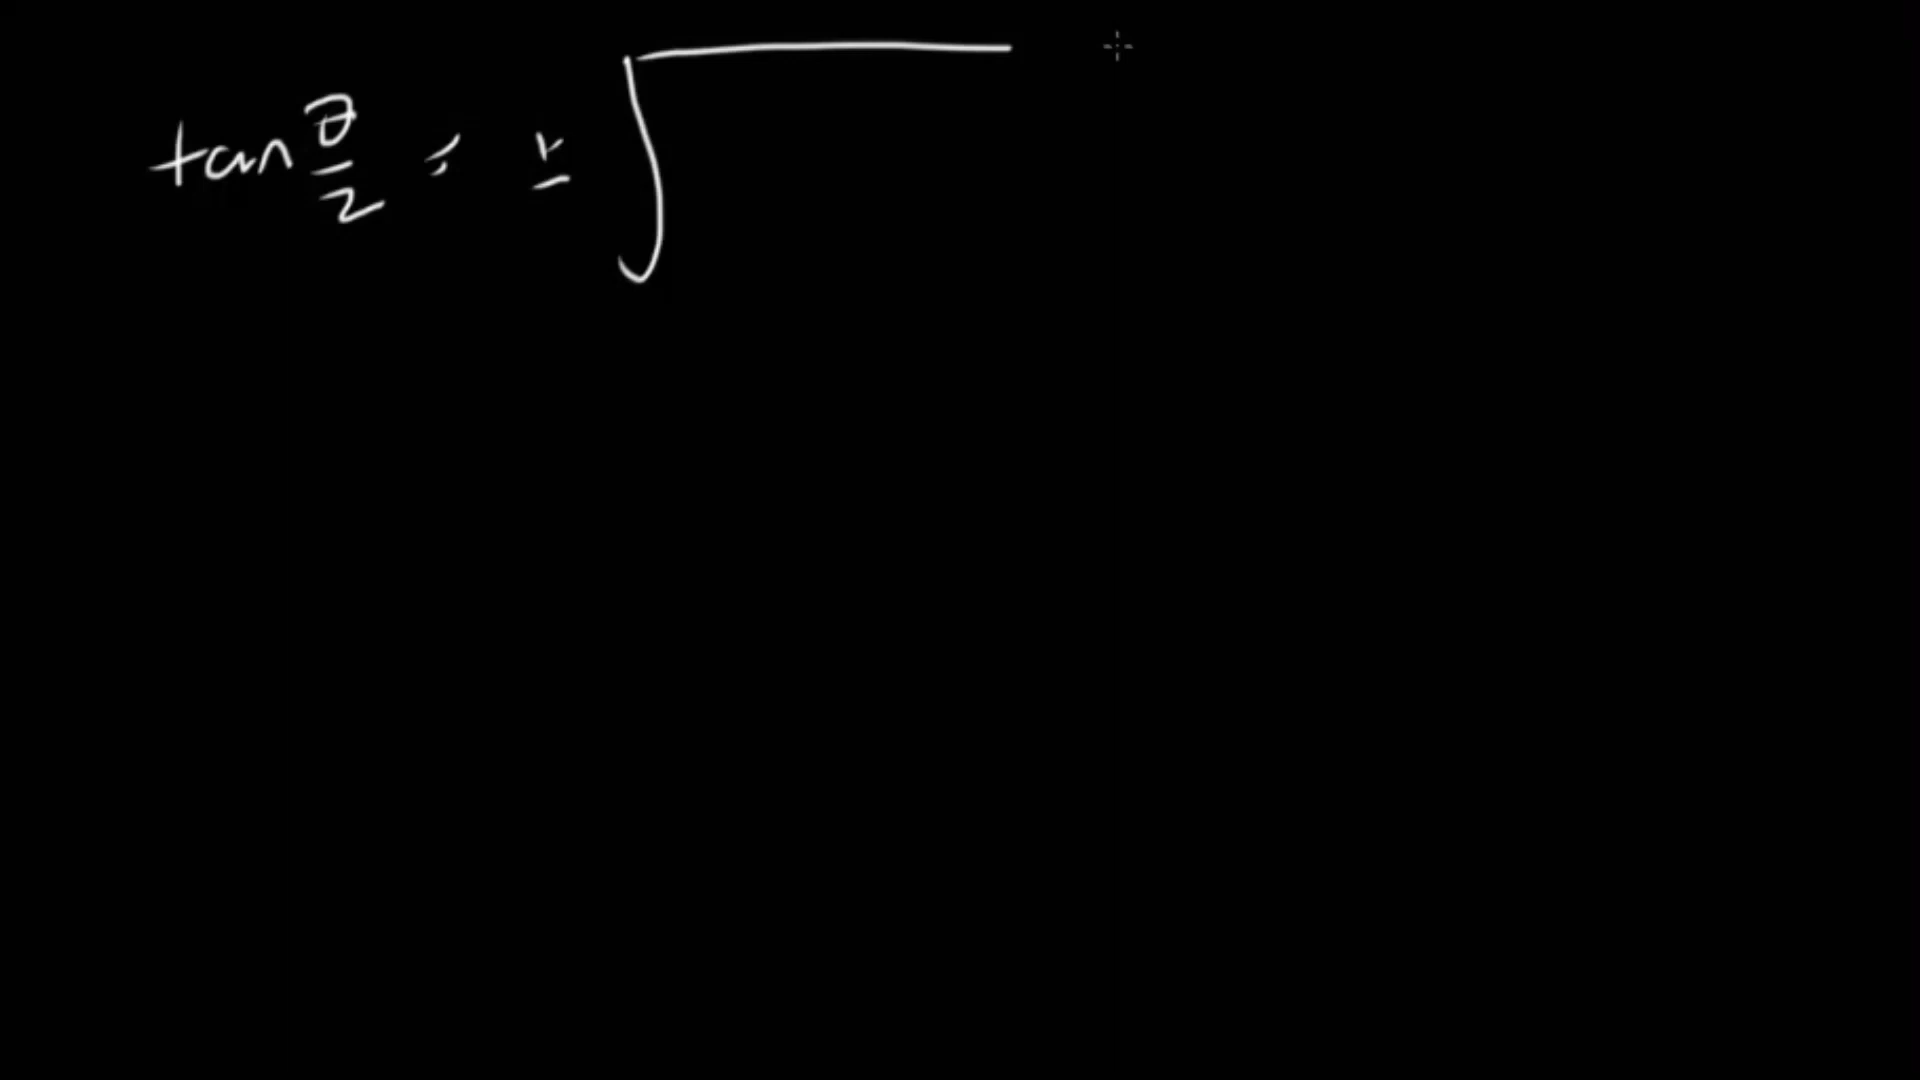 tan θ/2 = ± √